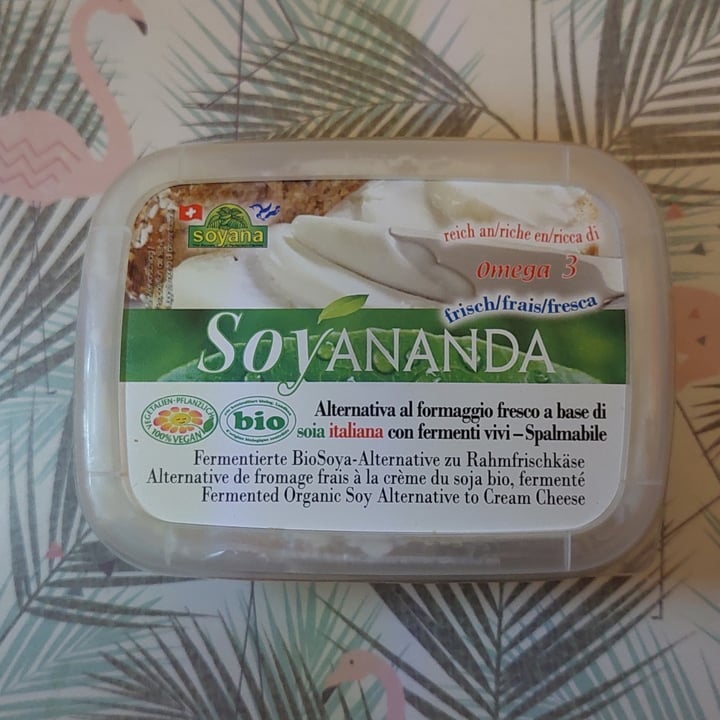 soyana
reich an/riche en/ricca di
Omega 3
frisch/frais/fresca
SOYANANDA
VEGETALIEN-PFLANZLICH
100% VEGAN
bio
Alternativa al formaggio fresco a base di
soia italiana con fermenti vivi – Spalmabile
Fermentierte BioSoya-Alternative zu Rahmfrischkäse
Alternative de fromage frais à la crème du soja bio, fermenté
Fermented Organic Soy Alternative to Cream Cheese